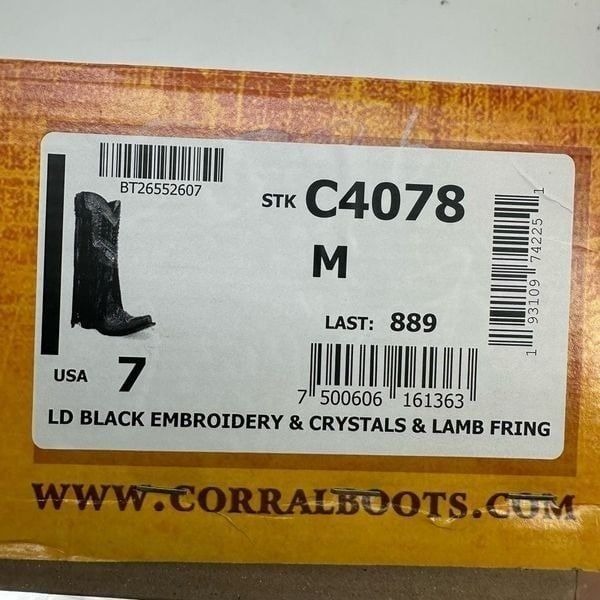 BT26552607
STK C4078
M
LAST: 889
1 93109 74225 1
USA 7
7 500606 161363
LD BLACK EMBROIDERY & CRYSTALS & LAMB FRING
WWW.CORRALBOOTS.COM